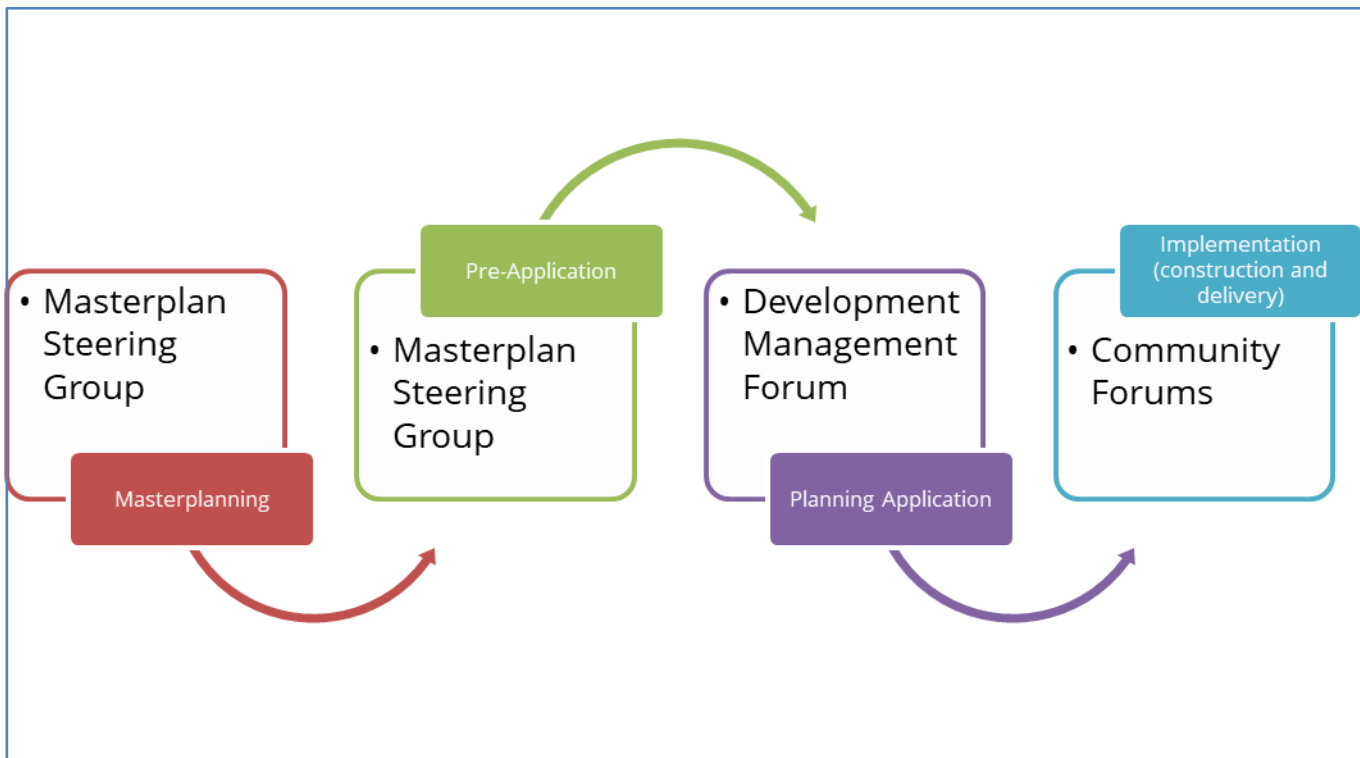 • Masterplan
Steering
Group
Masterplanning
Pre-Application
• Masterplan
Steering
Group
• Development
Management
Forum
Planning Application
Implementation
(construction and
delivery)
• Community
Forums